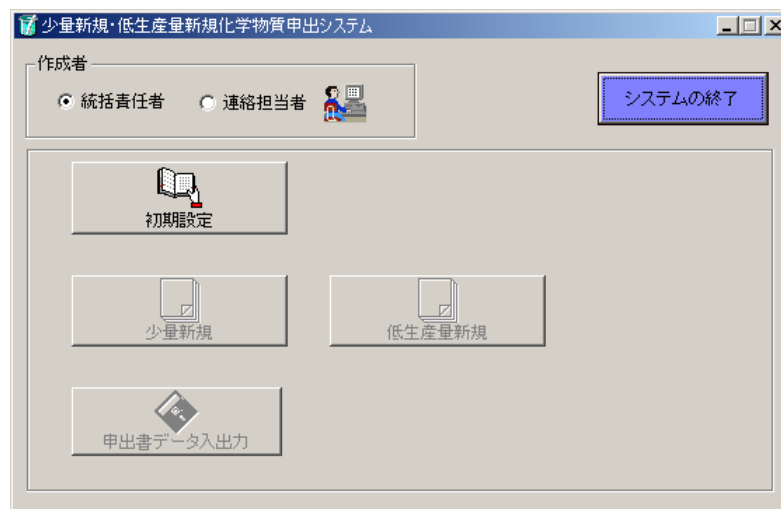 少量新規・低生産量新規化学物質申出システム
作成者
統括責任者
連絡担当者
システムの終了
初期設定
少量新規
低生産量新規
申出書データ入出力